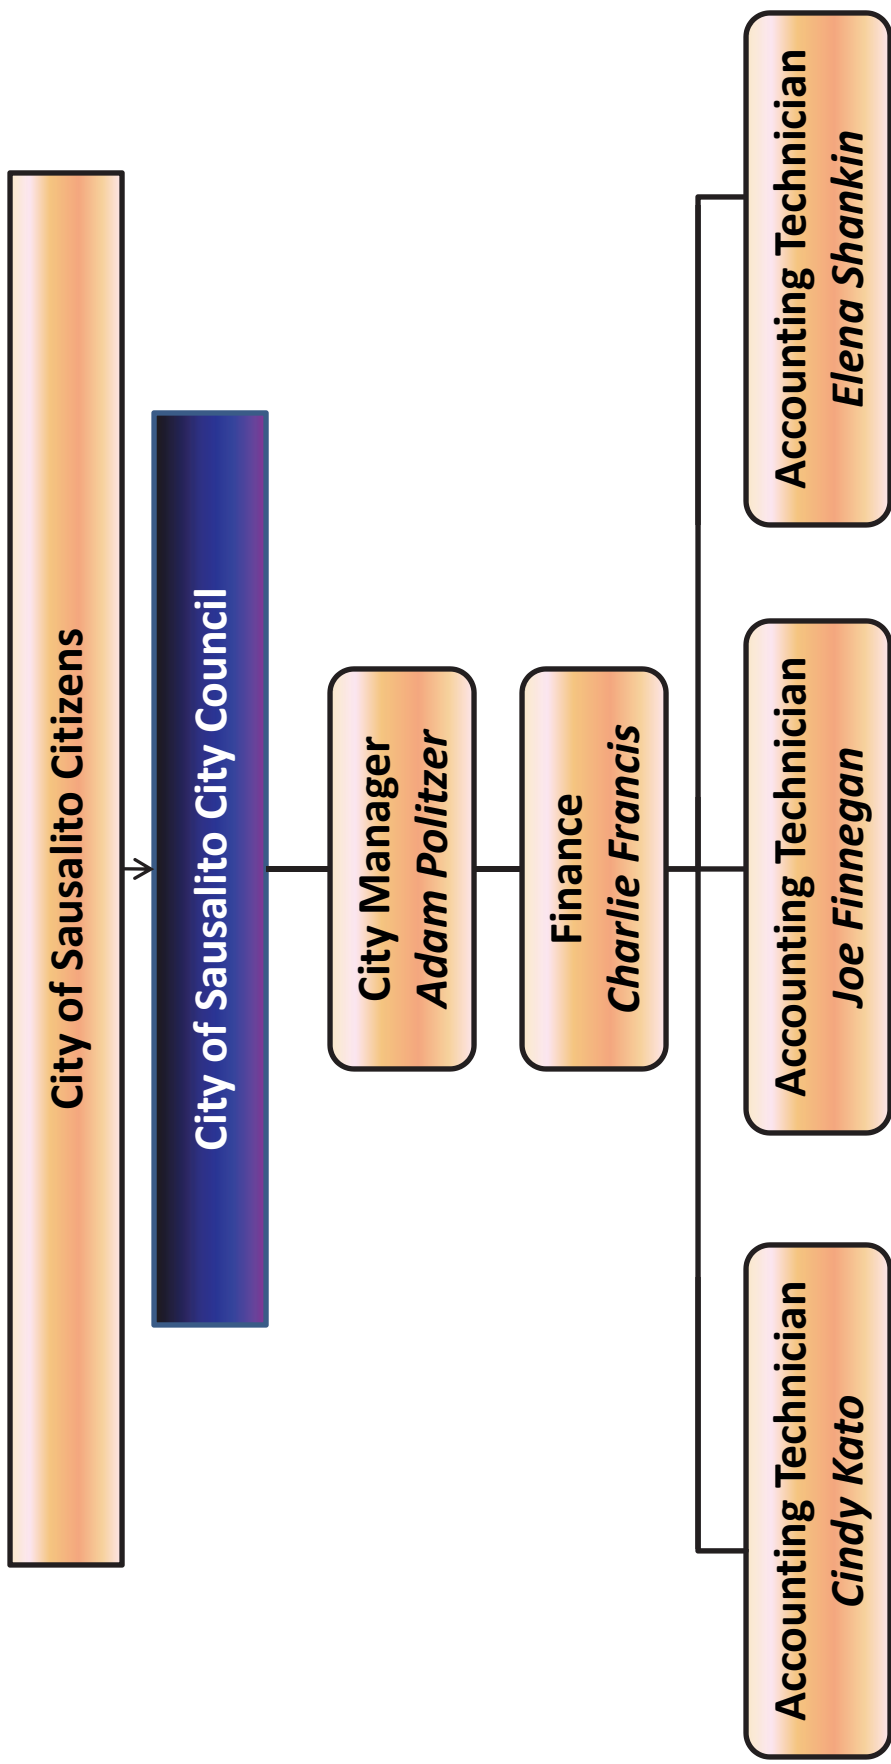 City of Sausalito Citizens
City of Sausalito City Council
City Manager
Adam Politzer
Finance
Charlie Francis
Accounting Technician
Cindy Kato
Accounting Technician
Joe Finnegan
Accounting Technician
Elena Shankin